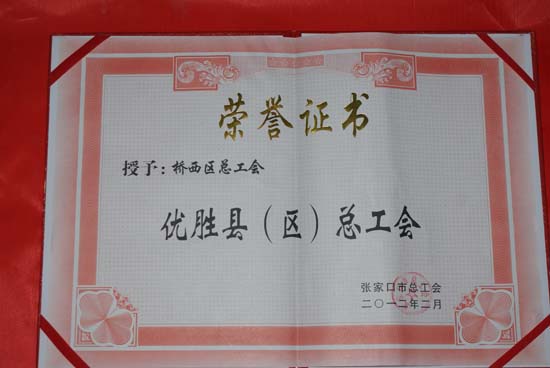 荣誉证书
授予：桥西区总工会
优胜县（区）总工会
张家口市总工会
二〇一二年二月